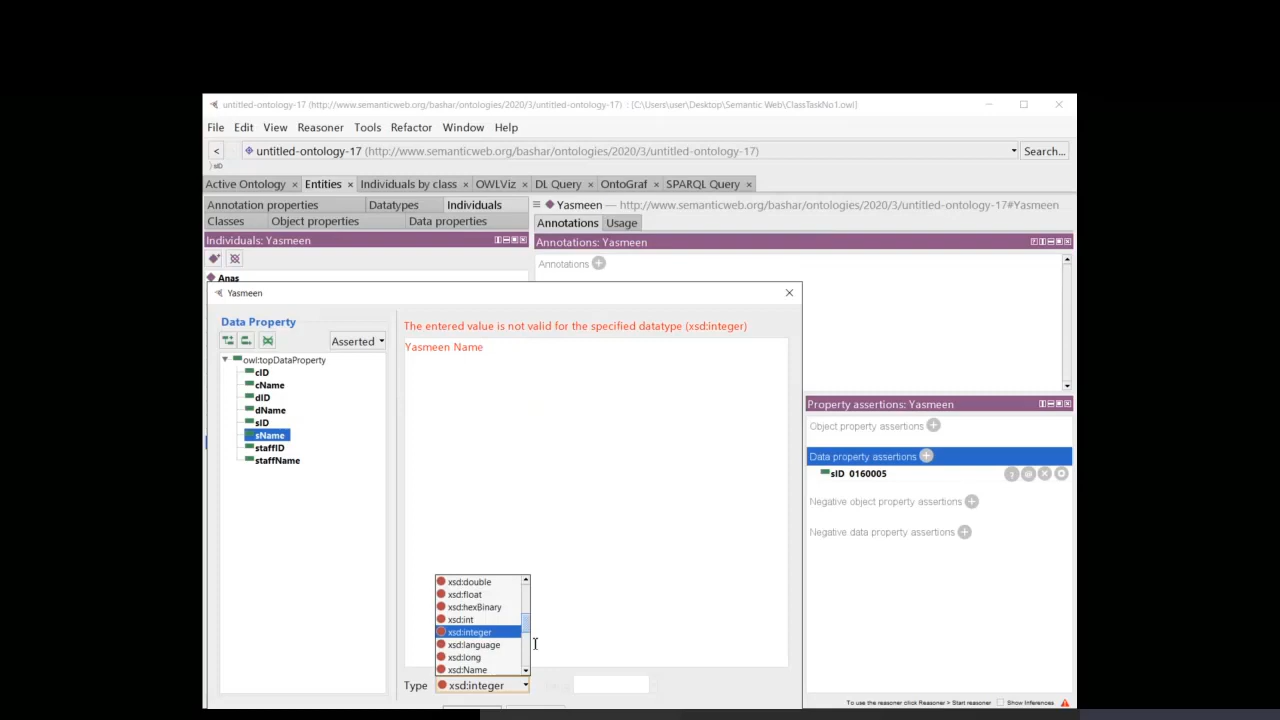 untitled-ontology-17 (http://www.semanticweb.org/bashar/ontologies/2020/3/untitled-ontology-17) : [C:\Users\user\Desktop\Semantic Web\ClassTaskNo1.owl]
File Edit View Reasoner Tools Refactor Window Help
< untitled-ontology-17 (http://www.semanticweb.org/bashar/ontologies/2020/3/untitled-ontology-17) Search...
sID
Active Ontology × Entities × Individuals by class × OWLViz × DL Query × OntoGraf × SPARQL Query ×
Annotation properties Datatypes Individuals
Classes Object properties Data properties
Individuals: Yasmeen
Anas
Yasmeen — http://www.semanticweb.org/bashar/ontologies/2020/3/untitled-ontology-17#Yasmeen
Annotations Usage
Annotations: Yasmeen
Annotations
Yasmeen
Data Property
Asserted
owl:topDataProperty
cID
cName
dID
dName
sID
sName
staffID
staffName
The entered value is not valid for the specified datatype (xsd:integer)
Yasmeen Name
xsd:double
xsd:float
xsd:hexBinary
xsd:int
xsd:integer
xsd:language
xsd:long
xsd:Name
Type xsd:integer
Property assertions: Yasmeen
Object property assertions
Data property assertions
sID 0160005
Negative object property assertions
Negative data property assertions
To use the reasoner click Reasoner > Start reasoner Show Inferences